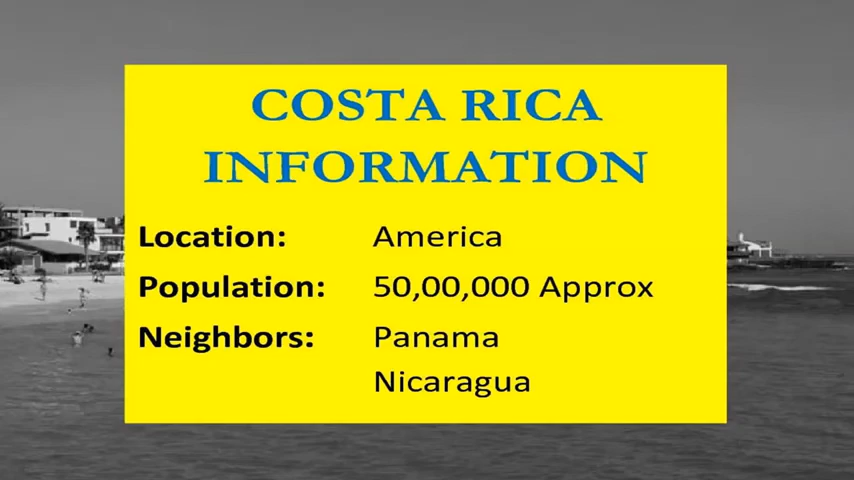 COSTA RICA
INFORMATION
Location: America
Population: 50,00,000 Approx
Neighbors: Panama
Nicaragua